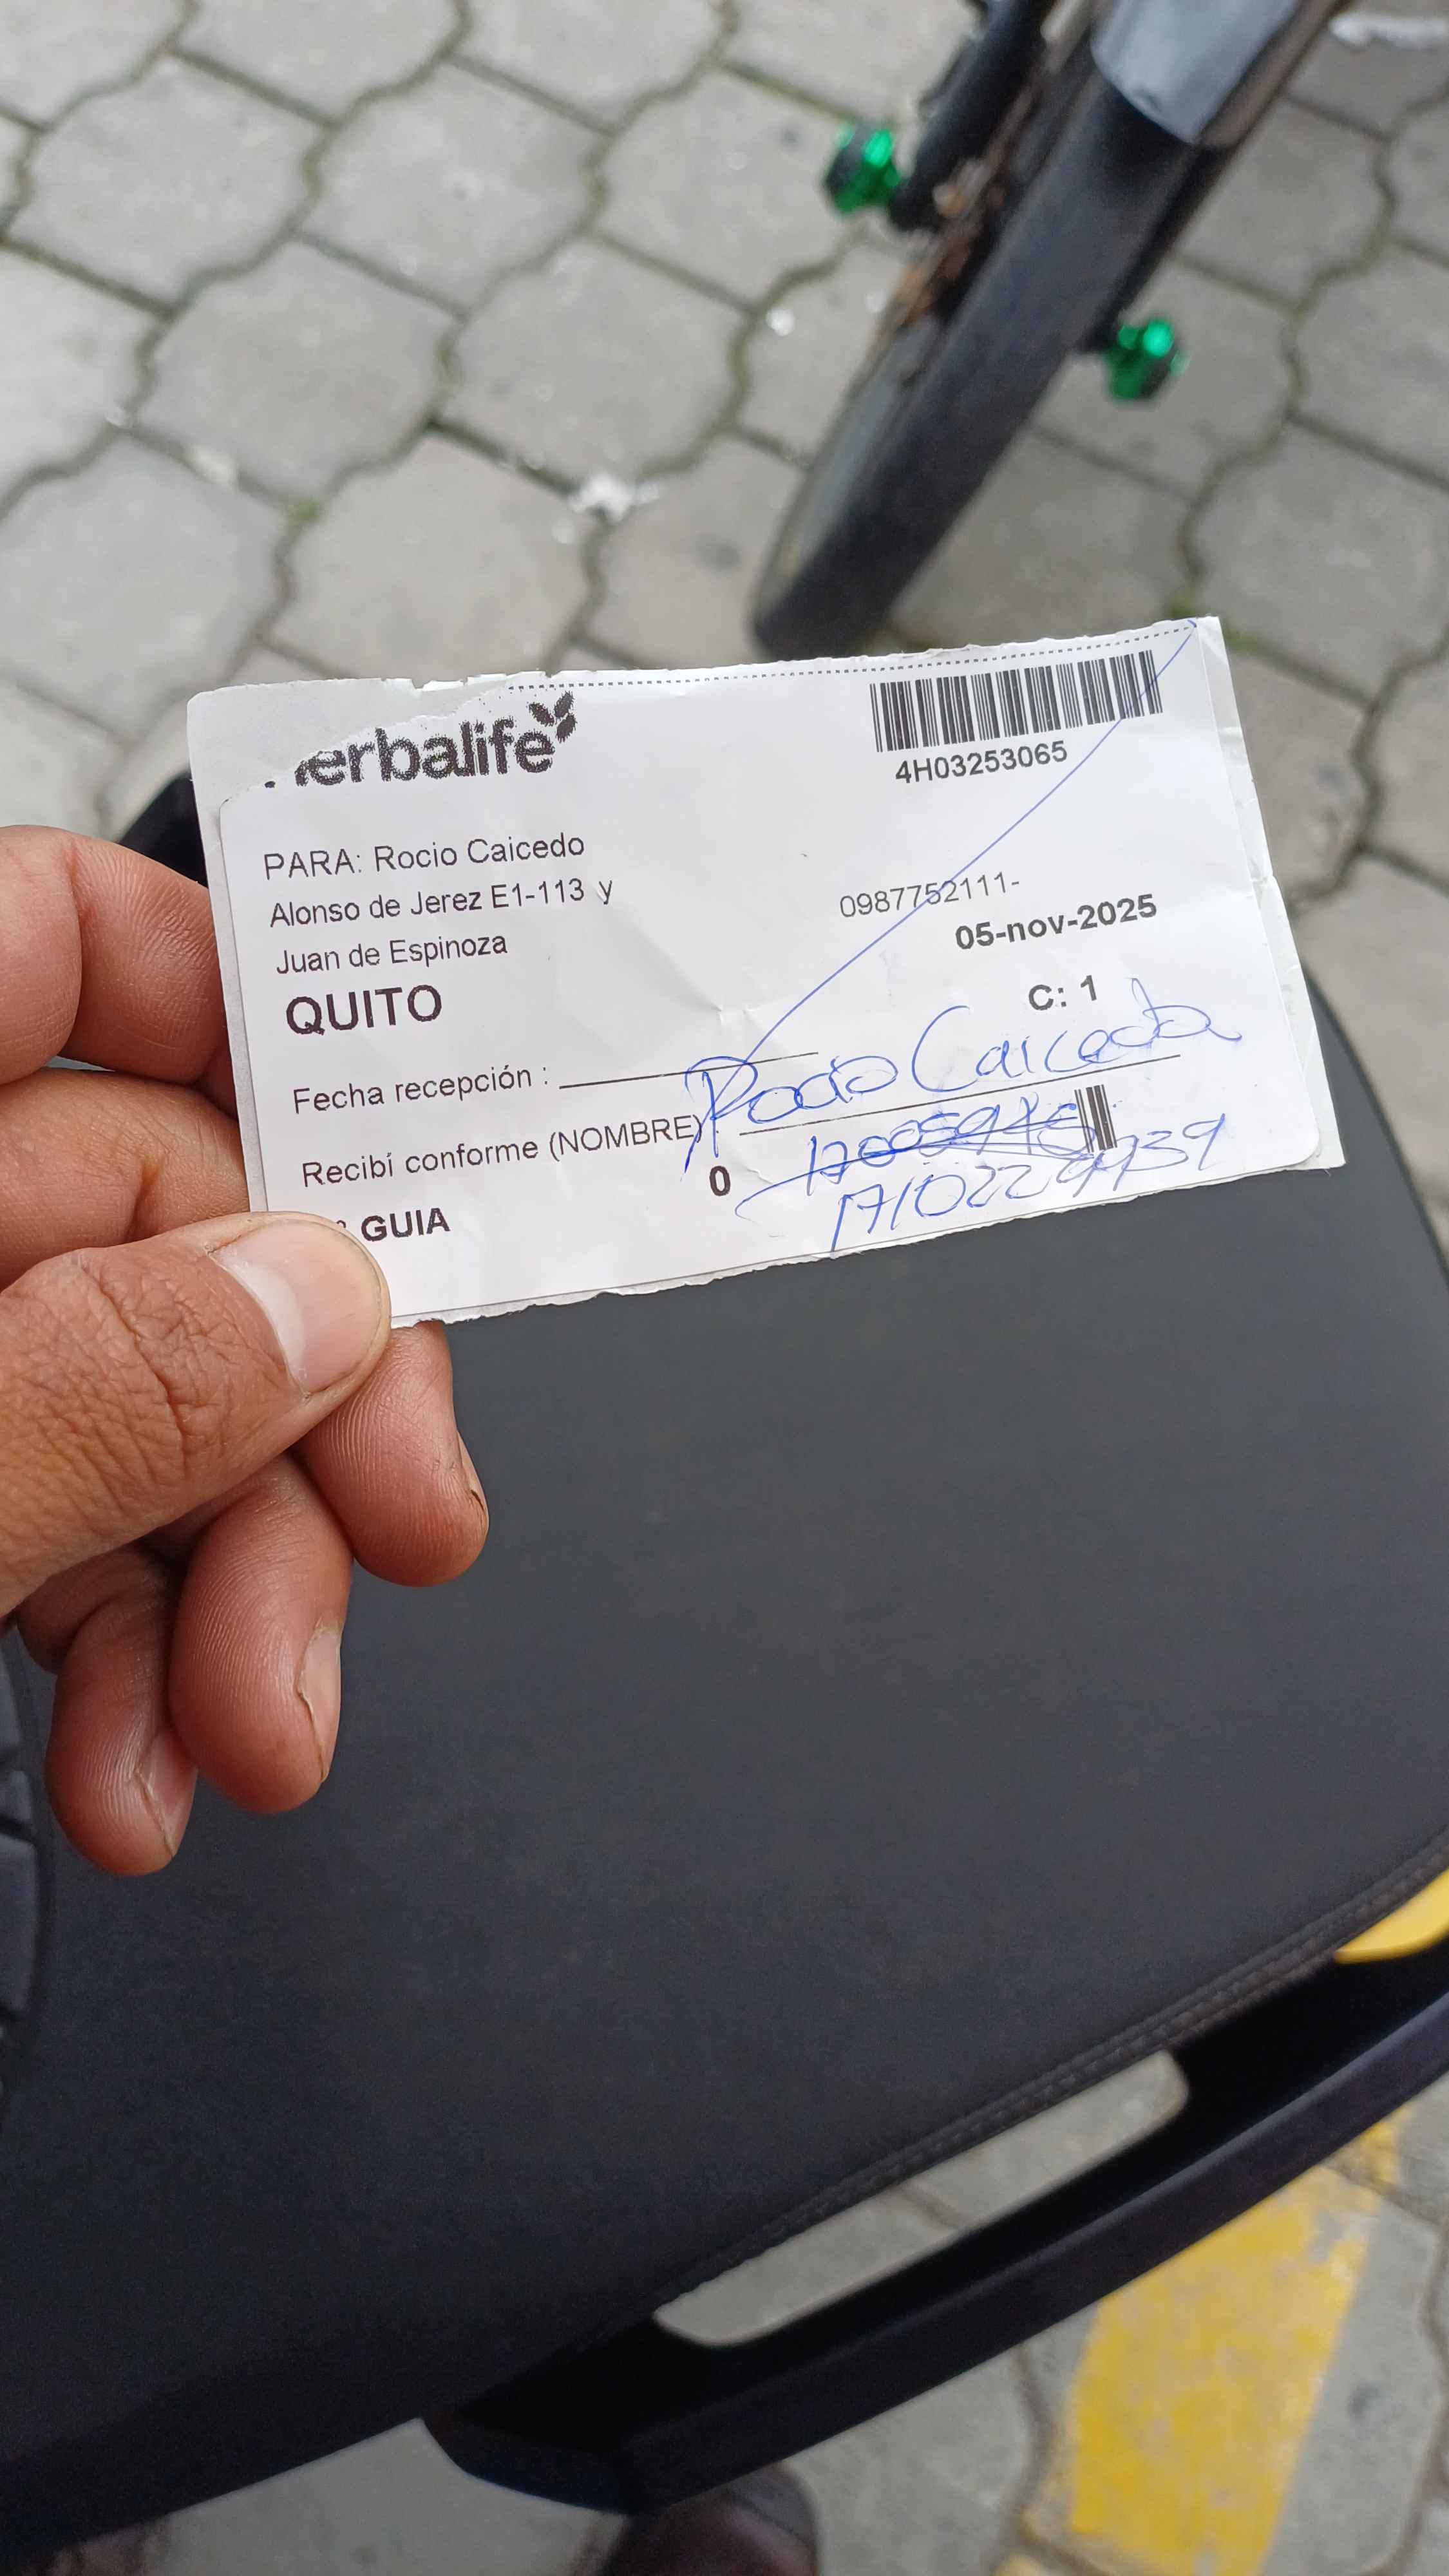 Herbalife
4H03253065
PARA: Rocio Caicedo
Alonso de Jerez E1-113 y
Juan de Espinoza
0987752111-
05-nov-2025
QUITO
C: 1
Fecha recepción :
Recibí conforme (NOMBRE) Rocio Caicedo
GUIA 0